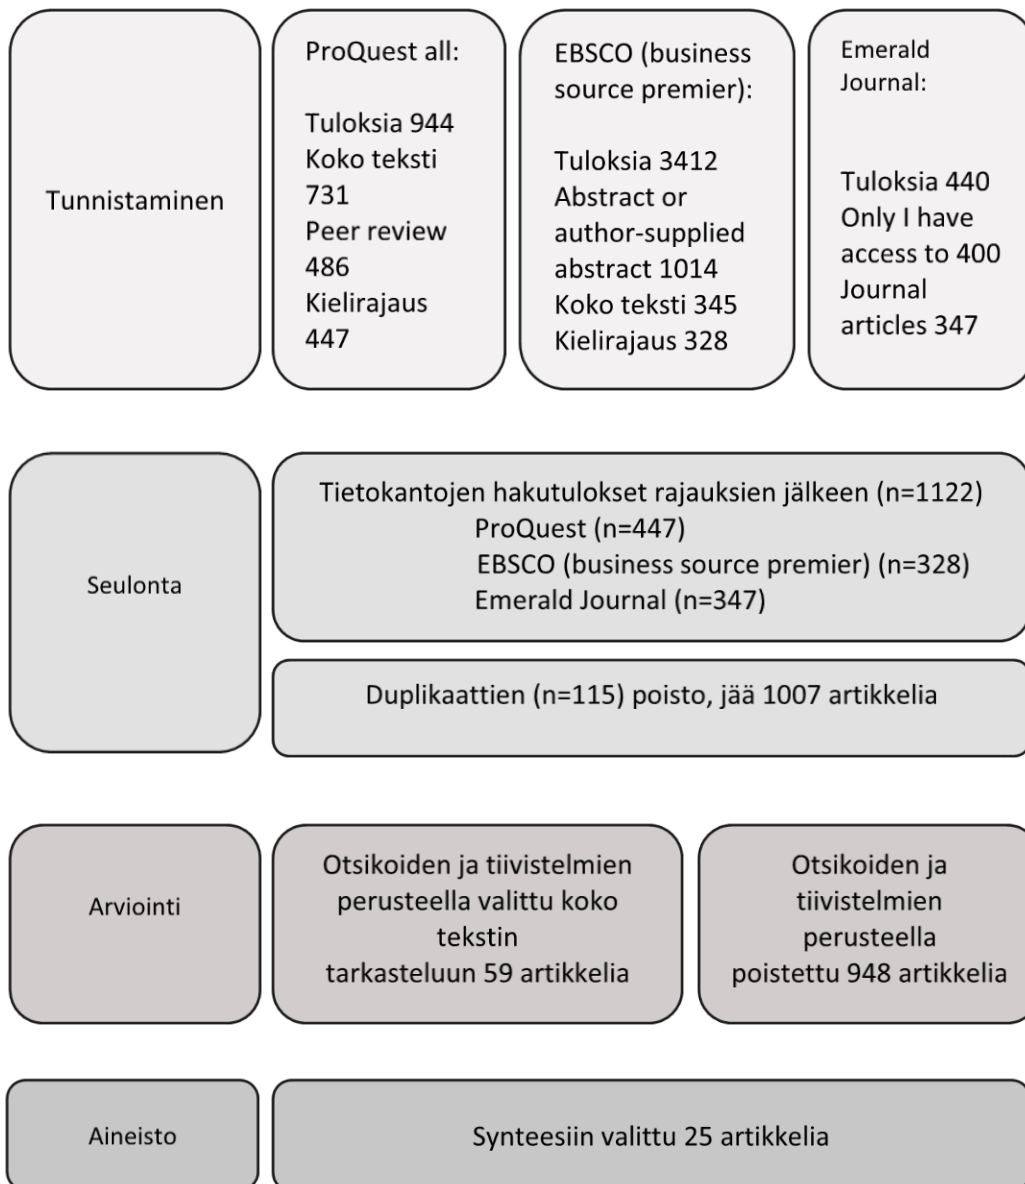 Tunnistaminen
ProQuest all:
Tuloksia 944
Koko teksti
731
Peer review
486
Kielirajaus
447
EBSCO (business
source premier):
Tuloksia 3412
Abstract or
author-supplied
abstract 1014
Koko teksti 345
Kielirajaus 328
Emerald
Journal:
Tuloksia 440
Only I have
access to 400
Journal
articles 347
Seulonta
Tietokantojen hakutulokset rajauksien jälkeen (n=1122)
ProQuest (n=447)
EBSCO (business source premier) (n=328)
Emerald Journal (n=347)
Duplikaattien (n=115) poisto, jää 1007 artikkelia
Arviointi
Otsikoiden ja tiivistelmien
perusteella valittu koko
tekstin
tarkasteluun 59 artikkelia
Otsikoiden ja
tiivistelmien
perusteella
poistettu 948 artikkelia
Aineisto
Synteesiin valittu 25 artikkelia